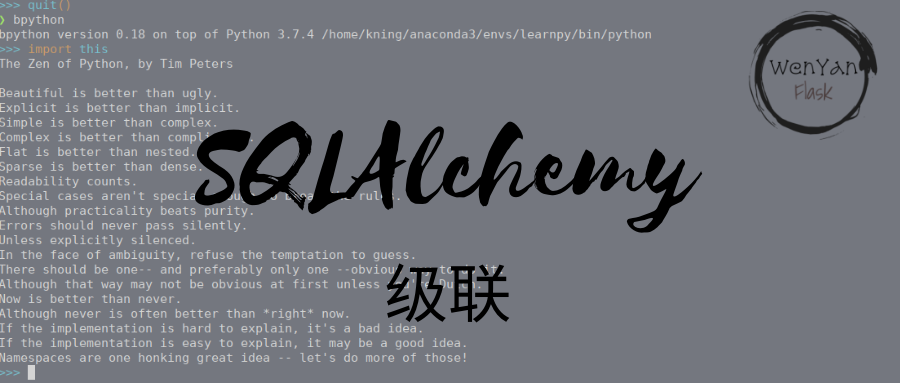 >>> quit()
❯ bpython
bpython version 0.18 on top of Python 3.7.4 /home/kning/anaconda3/envs/learnpy/bin/python
>>> import this
The Zen of Python, by Tim Peters
Beautiful is better than ugly.
Explicit is better than implicit.
Simple is better than complex.
Complex is better than
Flat is better than nested.
Sparse is better than dense.
Readability counts.
Special cases aren't special rules.
Although practicality beats purity.
Errors should never pass silently.
Unless explicitly silenced.
In the face of ambiguity, refuse the temptation to guess.
There should be one-- and preferably only one --obvious
Although that way may not be obvious at first unless
Now is better than never.
Although never is often better than *right* now.
If the implementation is hard to explain, it's a bad idea.
If the implementation is easy to explain, it may be a good idea.
Namespaces are one honking great idea -- let's do more of those!
>>>
SQLAlchemy
级联
WenYan
Flask